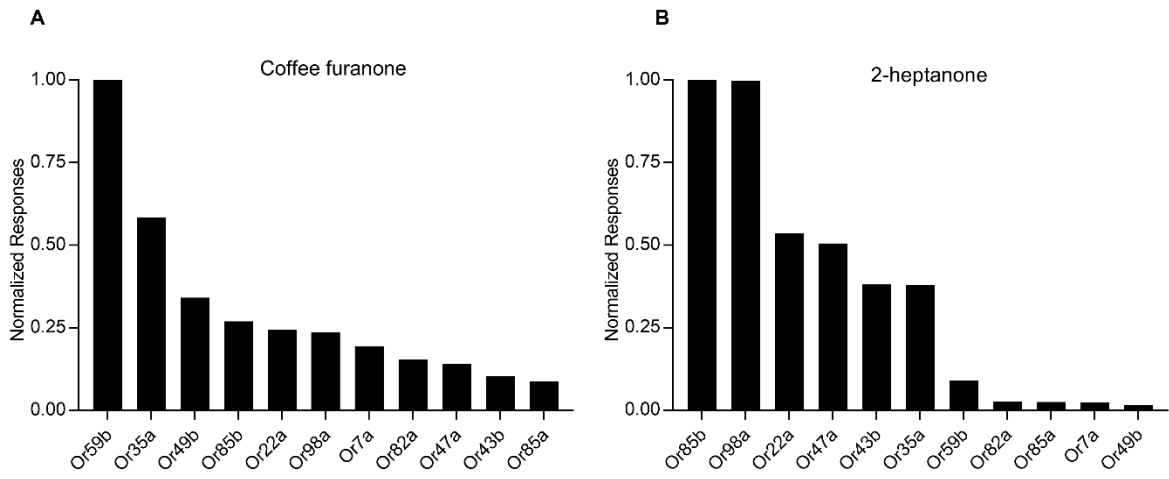 A
Coffee furanone
Normalized Responses
1.00
0.75
0.50
0.25
0.00
Or59b
Or35a
Or49b
Or85b
Or22a
Or98a
Or7a
Or82a
Or47a
Or43b
Or85a
B
2-heptanone
Normalized Responses
1.00
0.75
0.50
0.25
0.00
Or85b
Or98a
Or22a
Or47a
Or43b
Or35a
Or59b
Or82a
Or85a
Or7a
Or49b